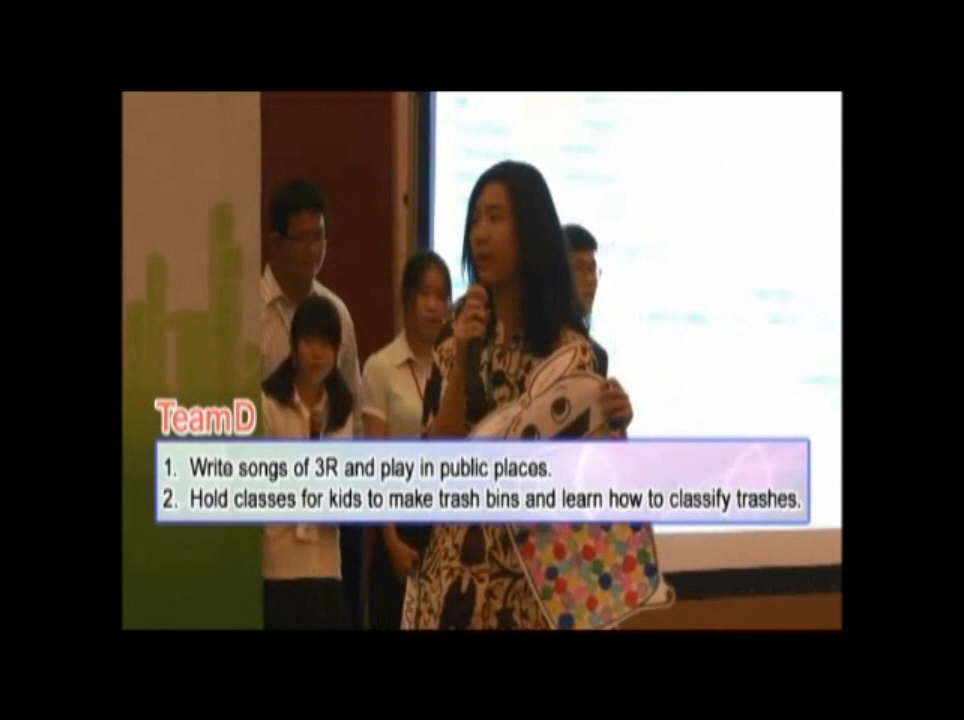 Team D
1. Write songs of 3R and play in public places.
2. Hold classes for kids to make trash bins and learn how to classify trashes.